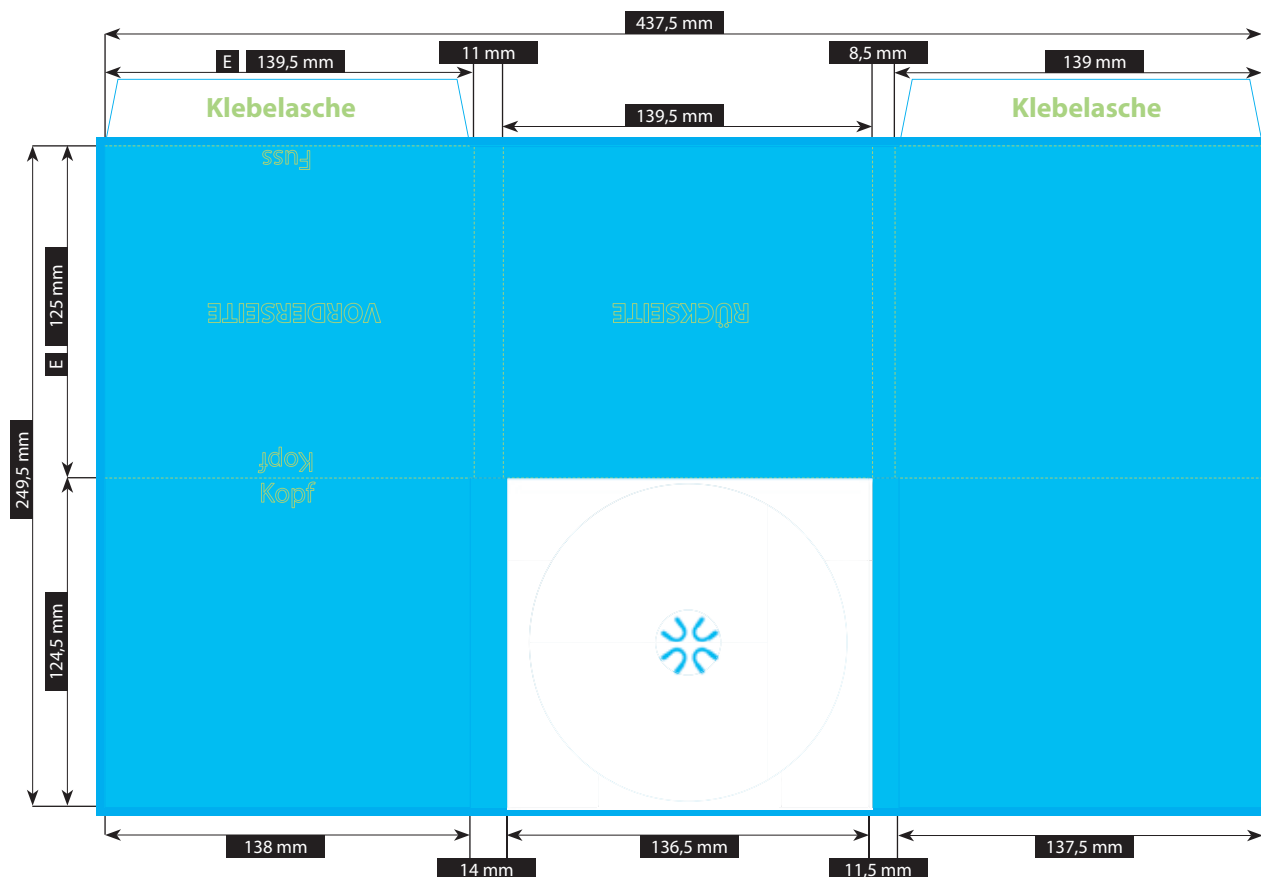 437,5 mm
11 mm
8,5 mm
E 139,5 mm
139 mm
Klebelasche
139,5 mm
Klebelasche
Fuss
125 mm
E
VORDERSEITE
RÜCKSEITE
249,5 mm
Kopf
Kopf
124,5 mm
138 mm
136,5 mm
137,5 mm
14 mm
11,5 mm